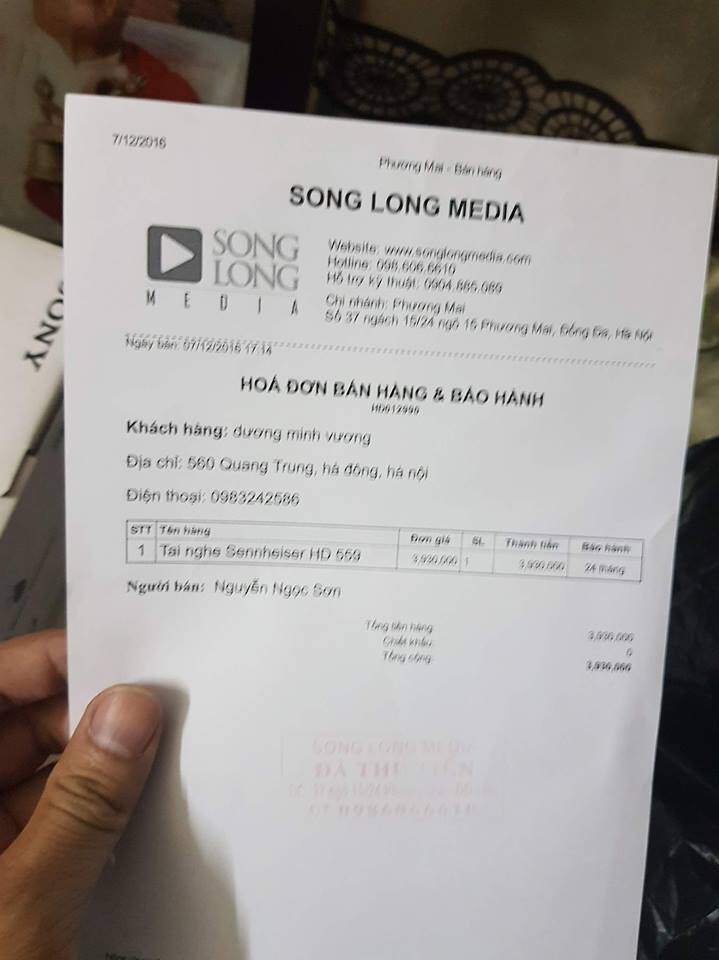 7/12/2016
Phương Mai - Bán hàng
SONG LONG MEDIA
SONG LONG
MEDIA
Website: www.songlongmedia.com
Hotline: 098.606.6610
Hỗ trợ kỹ thuật: 0904.885.089
Chi nhánh: Phương Mai
Số 37 ngách 15/24 ngõ 15 Phương Mai, Đống Đa, Hà Nội
Ngày bán: 07/12/2016 17:14
HOÁ ĐƠN BÁN HÀNG & BẢO HÀNH
HD012990
Khách hàng: dương minh vương
Địa chỉ: 560 Quang Trung, hà đông, hà nội
Điện thoại: 0983242586
STT Tên hàng Đơn giá SL Thành tiền Bảo hành
1 Tai nghe Sennheiser HD 559 3,930,000 1 3,930,000 24 tháng
Người bán: Nguyễn Ngọc Sơn
Tổng tiền hàng: 3,930,000
Chiết khấu: 0
Tổng cộng: 3,930,000
SONG LONG MEDIA
ĐÃ THU TIỀN
SONY